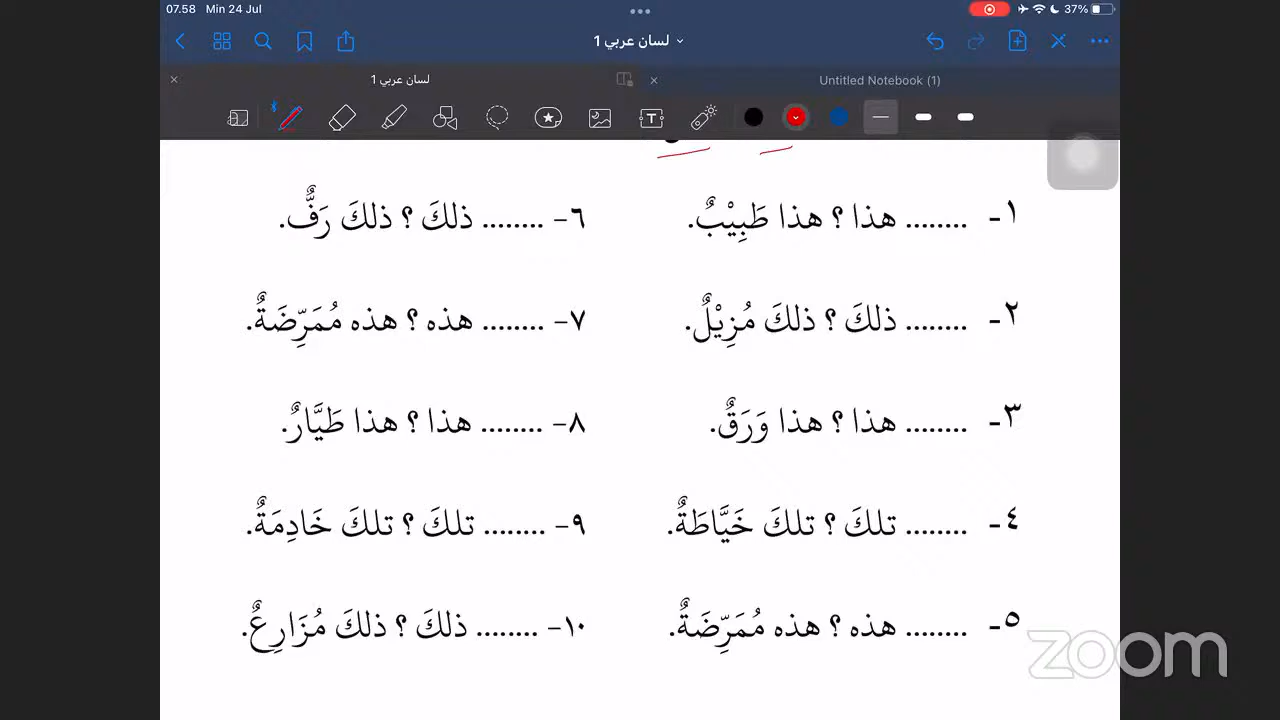 07.58 Min 24 Jul
37%
لسان عربي 1
لسان عربي 1
Untitled Notebook (1)
١- ........ هذا ؟ هذا طَبِيْبٌ.
٢- ........ ذلكَ ؟ ذلكَ مُزِيْلٌ.
٣- ........ هذا ؟ هذا وَرَقٌ.
٤- ........ تلكَ ؟ تلكَ خَيَّاطَةٌ.
٥- ........ هذه ؟ هذه مُمَرِّضَةٌ.
٦- ........ ذلكَ ؟ ذلكَ رَفٌّ.
٧- ........ هذه ؟ هذه مُمَرِّضَةٌ.
٨- ........ هذا ؟ هذا طَيَّارٌ.
٩- ........ تلكَ ؟ تلكَ خَادِمَةٌ.
١٠- ........ ذلكَ ؟ ذلكَ مُزَارِعٌ.
zoom